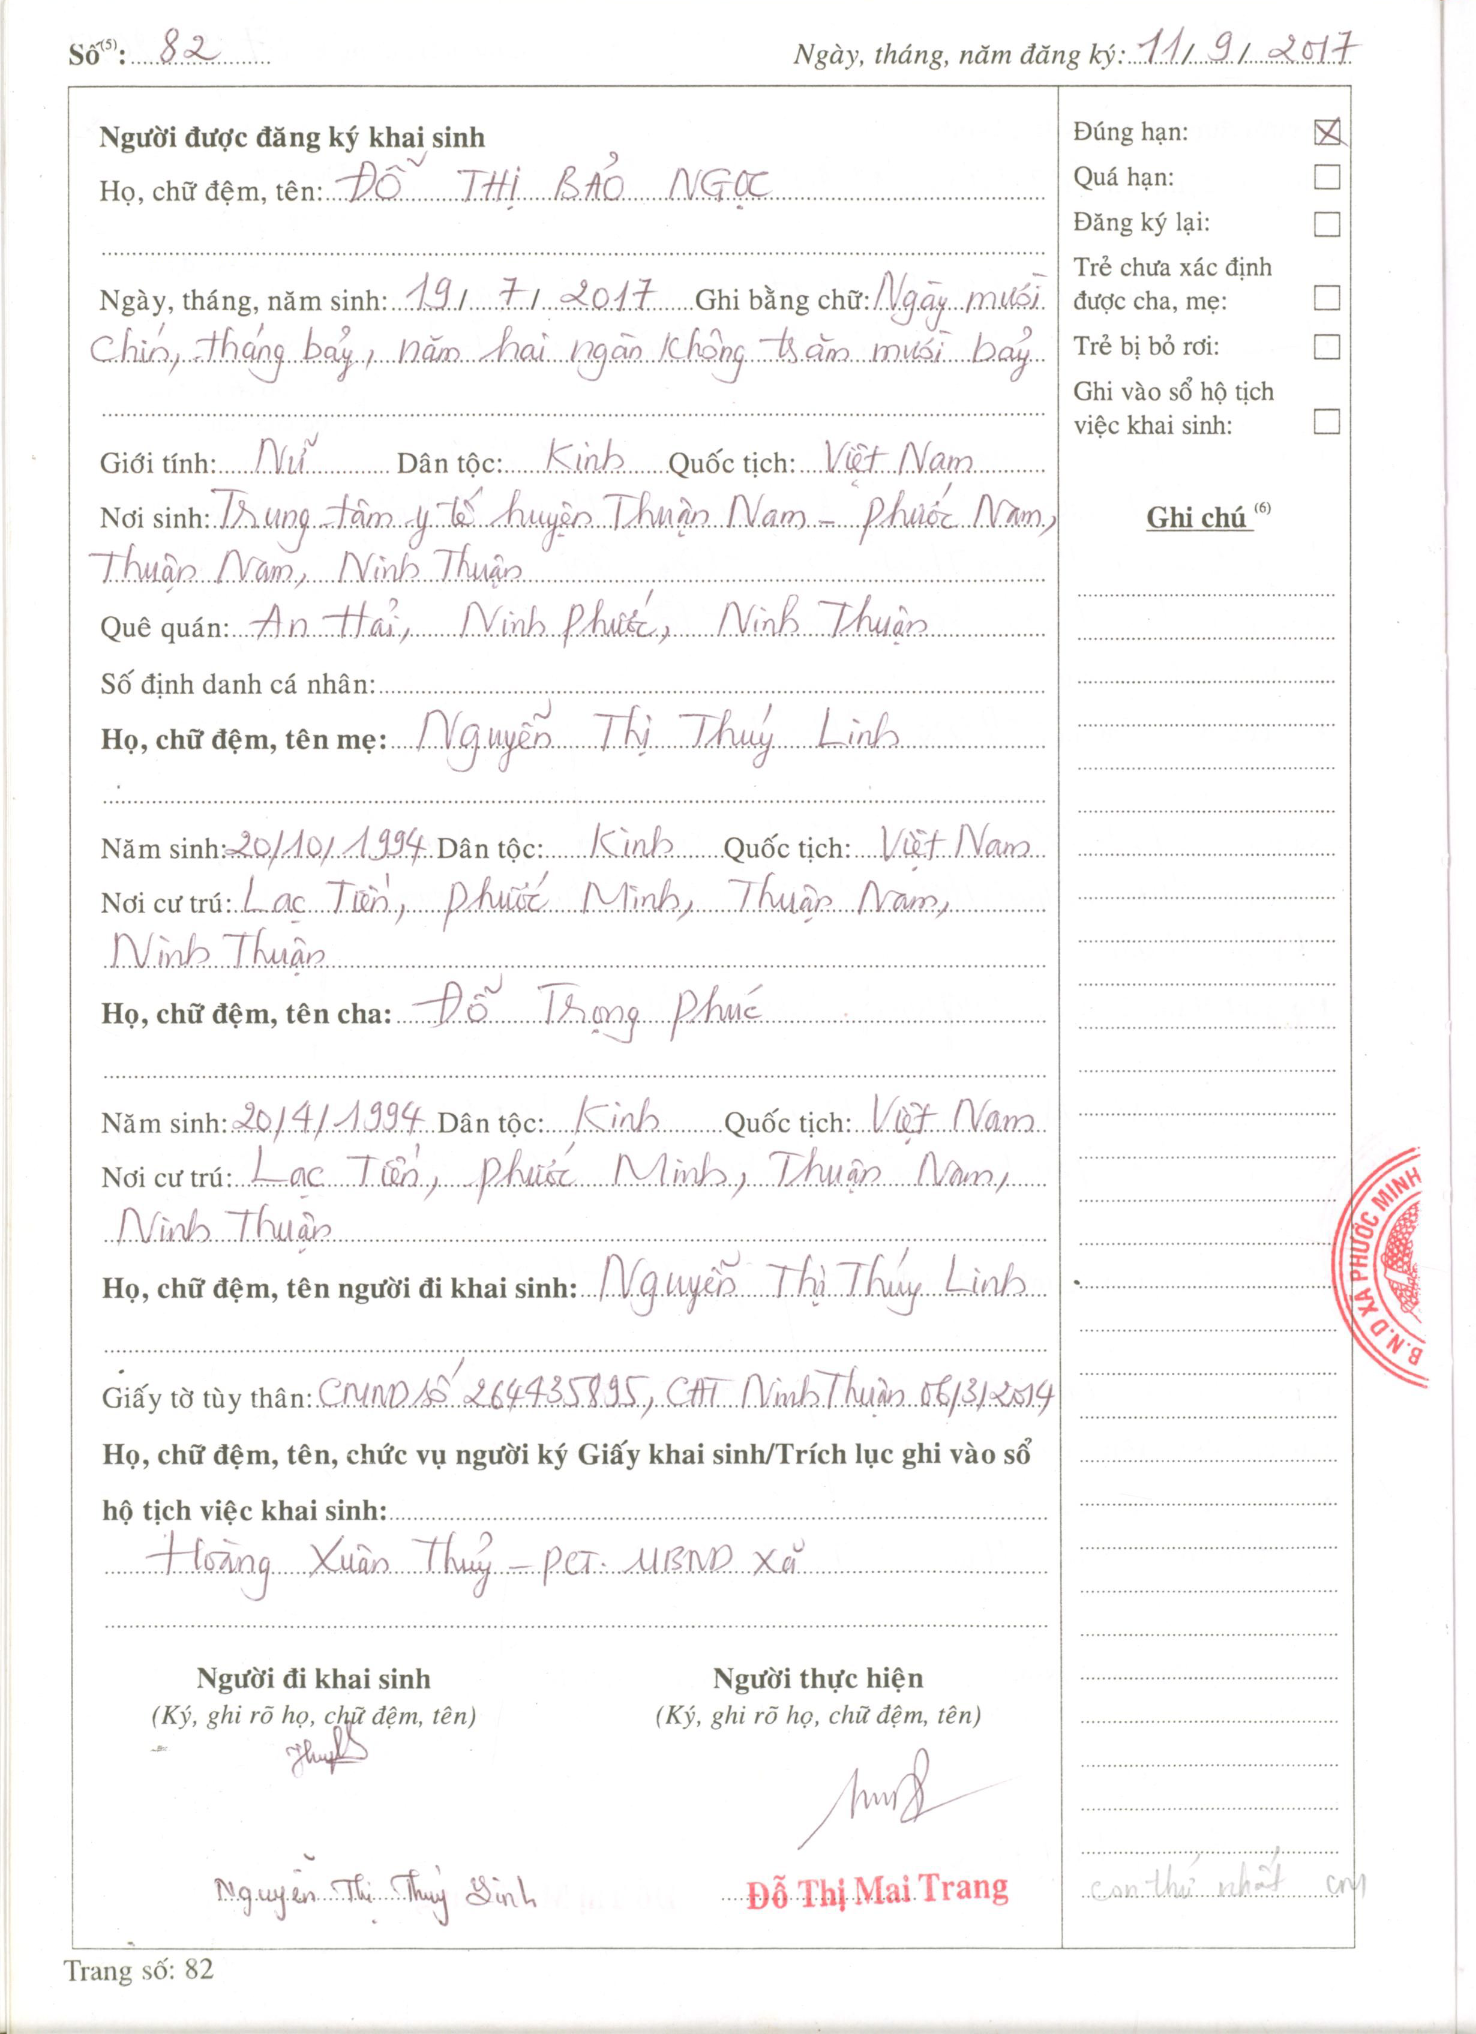 Số(5): 82 Ngày, tháng, năm đăng ký: 11/ 9/ 2017
Người được đăng ký khai sinh
Họ, chữ đệm, tên: ĐỖ THỊ BẢO NGỌC
Ngày, tháng, năm sinh: 19/ 7/ 2017 Ghi bằng chữ: Ngày mười
chín, tháng bảy, năm hai ngàn không trăm mười bảy
Giới tính: Nữ Dân tộc: Kinh Quốc tịch: Việt Nam
Nơi sinh: Trung tâm y tế huyện Thuận Nam - Phước Nam,
Thuận Nam, Ninh Thuận
Quê quán: An Hải, Ninh Phước, Ninh Thuận
Số định danh cá nhân:
Họ, chữ đệm, tên mẹ: Nguyễn Thị Thúy Linh
Năm sinh: 20/10/1994 Dân tộc: Kinh Quốc tịch: Việt Nam
Nơi cư trú: Lạc Tiến, Phước Minh, Thuận Nam,
Ninh Thuận
Họ, chữ đệm, tên cha: Đỗ Trọng Phúc
Năm sinh: 20/4/1994 Dân tộc: Kinh Quốc tịch: Việt Nam
Nơi cư trú: Lạc Tiến, Phước Minh, Thuận Nam,
Ninh Thuận
Họ, chữ đệm, tên người đi khai sinh: Nguyễn Thị Thúy Linh
Giấy tờ tùy thân: CMND số 264435895, CAT Ninh Thuận 06/3/2014
Họ, chữ đệm, tên, chức vụ người ký Giấy khai sinh/Trích lục ghi vào sổ
hộ tịch việc khai sinh:
Hoàng Xuân Thủy - PCT. UBND xã
Người đi khai sinh
(Ký, ghi rõ họ, chữ đệm, tên)
Nguyễn Thị Thúy Linh
Người thực hiện
(Ký, ghi rõ họ, chữ đệm, tên)
Đỗ Thị Mai Trang
Đúng hạn:
Quá hạn:
Đăng ký lại:
Trẻ chưa xác định
được cha, mẹ:
Trẻ bị bỏ rơi:
Ghi vào sổ hộ tịch
việc khai sinh:
Ghi chú (6)
B.N.D XÃ PHƯỚC MINH
con thứ nhất
Trang số: 82